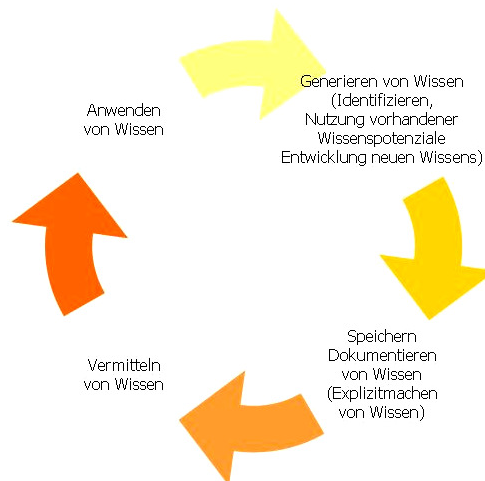 Generieren von Wissen
(Identifizieren,
Nutzung vorhandener
Wissenspotenziale
Entwicklung neuen Wissens)
Anwenden
von Wissen
Speichern
Dokumentieren
von Wissen
(Explizitmachen
von Wissen)
Vermitteln
von Wissen